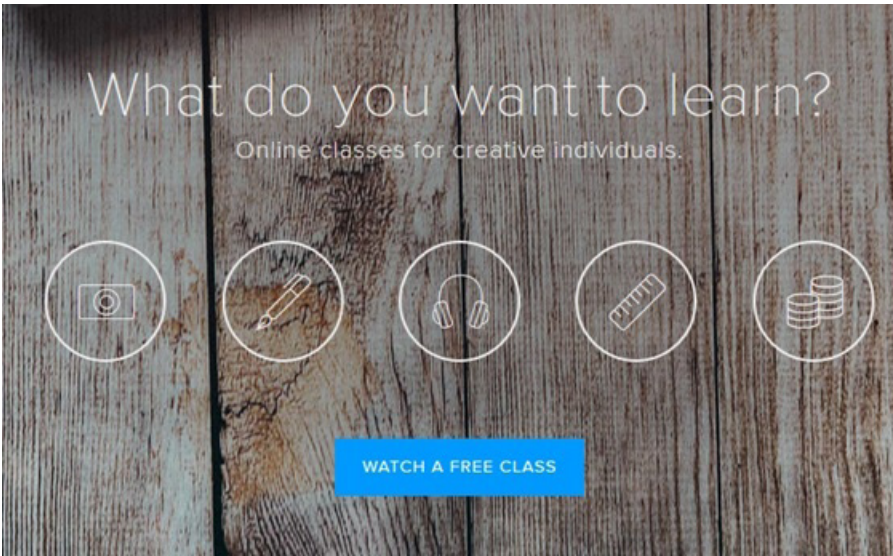 What do you want to learn?
Online classes for creative individuals.
WATCH A FREE CLASS